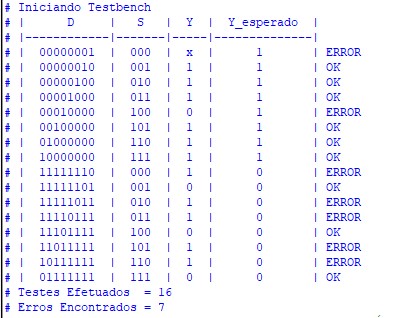 # Iniciando Testbench
# |      D     |   S   |  Y  |  Y_esperado  |
# |------------|-------|-----|--------------|
# |  00000001  |  000  |  x  |      1       | ERROR
# |  00000010  |  001  |  1  |      1       | OK
# |  00000100  |  010  |  1  |      1       | OK
# |  00001000  |  011  |  1  |      1       | OK
# |  00010000  |  100  |  0  |      1       | ERROR
# |  00100000  |  101  |  1  |      1       | OK
# |  01000000  |  110  |  1  |      1       | OK
# |  10000000  |  111  |  1  |      1       | OK
# |  11111110  |  000  |  1  |      0       | ERROR
# |  11111101  |  001  |  0  |      0       | OK
# |  11111011  |  010  |  1  |      0       | ERROR
# |  11110111  |  011  |  1  |      0       | ERROR
# |  11101111  |  100  |  0  |      0       | OK
# |  11011111  |  101  |  1  |      0       | ERROR
# |  10111111  |  110  |  1  |      0       | ERROR
# |  01111111  |  111  |  0  |      0       | OK
# Testes Efetuados  = 16
# Erros Encontrados = 7